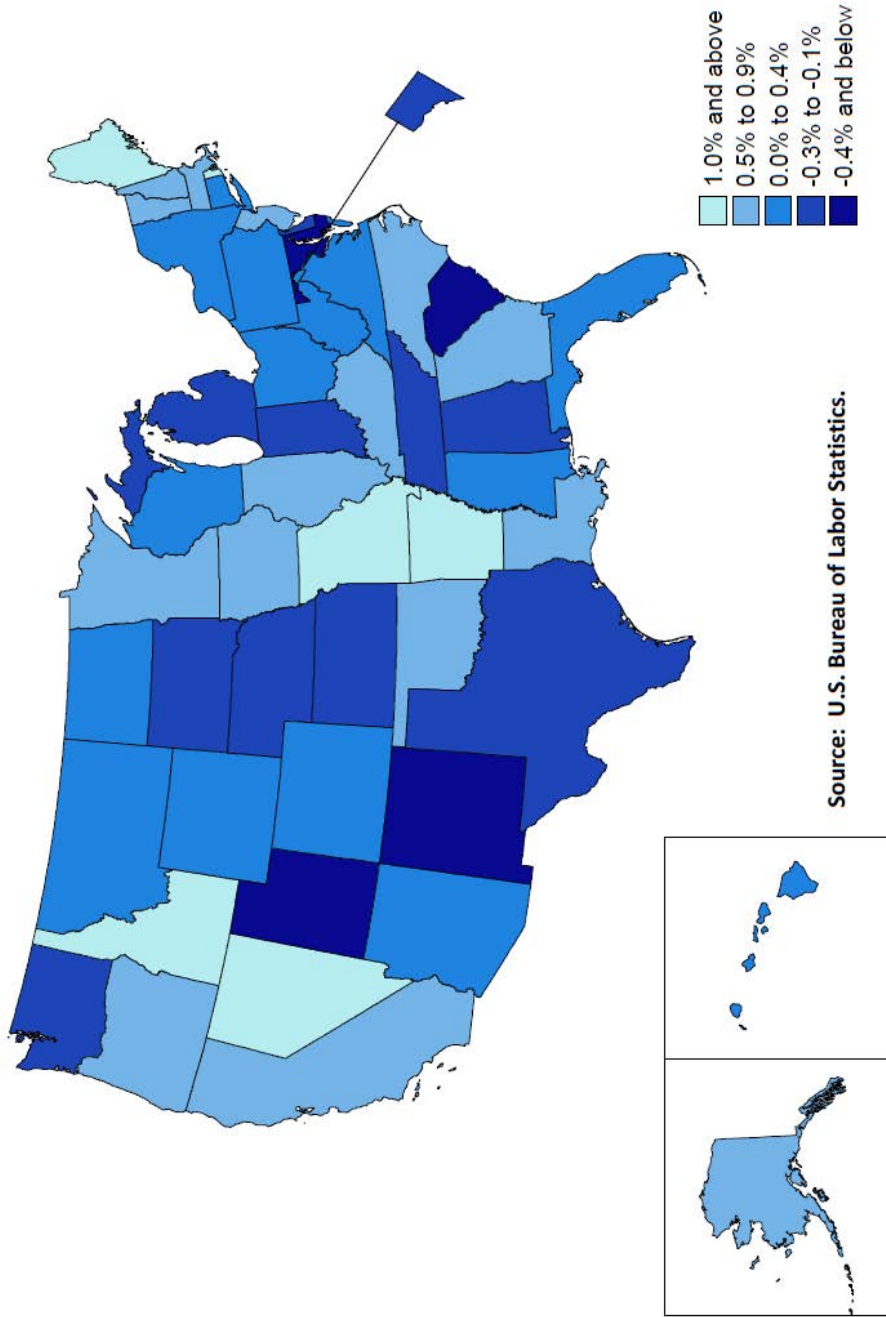 1.0% and above
0.5% to 0.9%
0.0% to 0.4%
-0.3% to -0.1%
-0.4% and below
Source: U.S. Bureau of Labor Statistics.